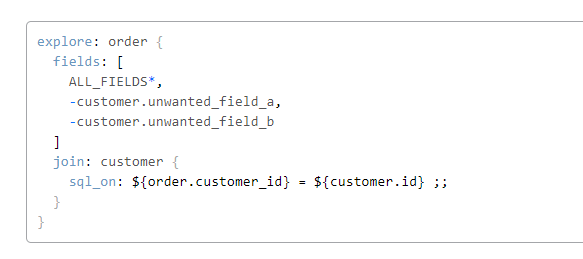 explore: order {
  fields: [
    ALL_FIELDS*,
    -customer.unwanted_field_a,
    -customer.unwanted_field_b
  ]
  join: customer {
    sql_on: ${order.customer_id} = ${customer.id} ;;
  }
}